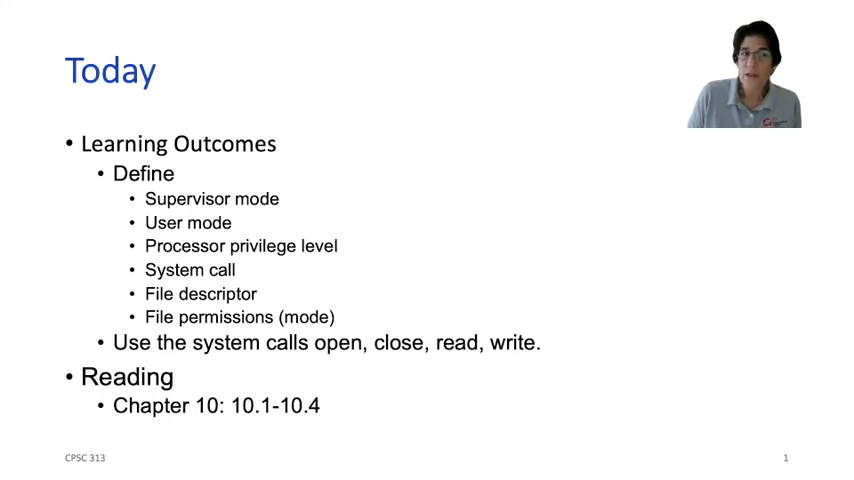 Today
• Learning Outcomes
• Define
• Supervisor mode
• User mode
• Processor privilege level
• System call
• File descriptor
• File permissions (mode)
• Use the system calls open, close, read, write.
• Reading
• Chapter 10: 10.1-10.4
CPSC 313
1